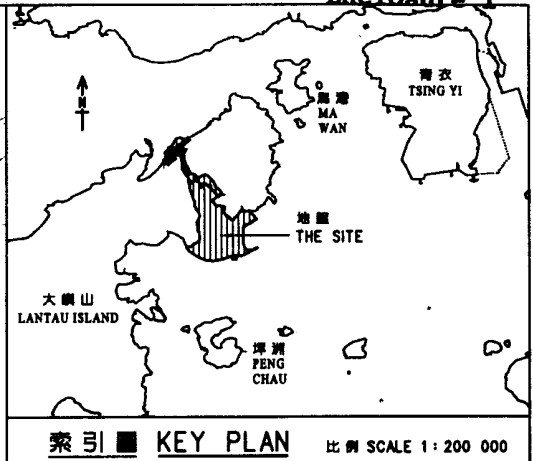 N
青衣
TSING YI
馬灣
MA
WAN
地盤
THE SITE
大嶼山
LANTAU ISLAND
坪洲
PENG
CHAU
索引圖 KEY PLAN 比例 SCALE 1 : 200 000